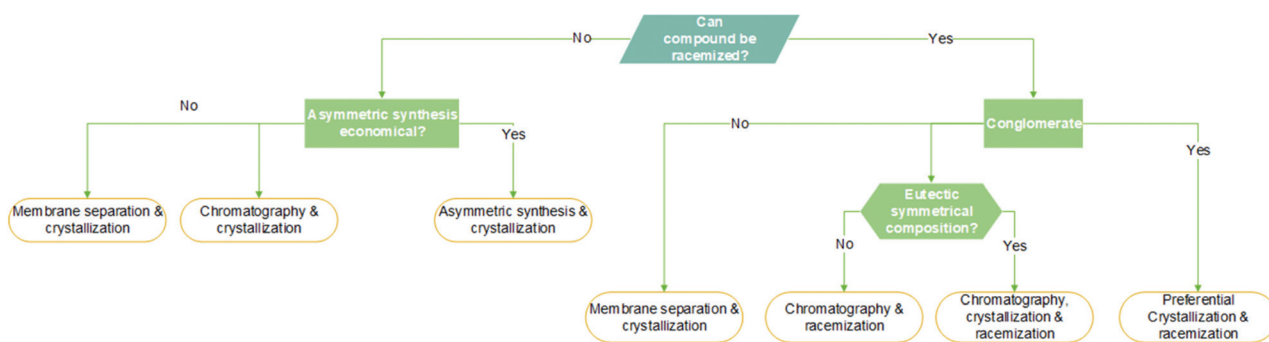 Can
compound be
racemized?
No
Yes
Asymmetric synthesis
economical?
No
Yes
Conglomerate
No
Yes
Membrane separation &
crystallization
Chromatography &
crystallization
Asymmetric synthesis &
crystallization
Eutectic
symmetrical
composition?
No
Yes
Membrane separation &
crystallization
Chromatography &
racemization
Chromatography,
crystallization &
racemization
Preferential
Crystallization &
racemization